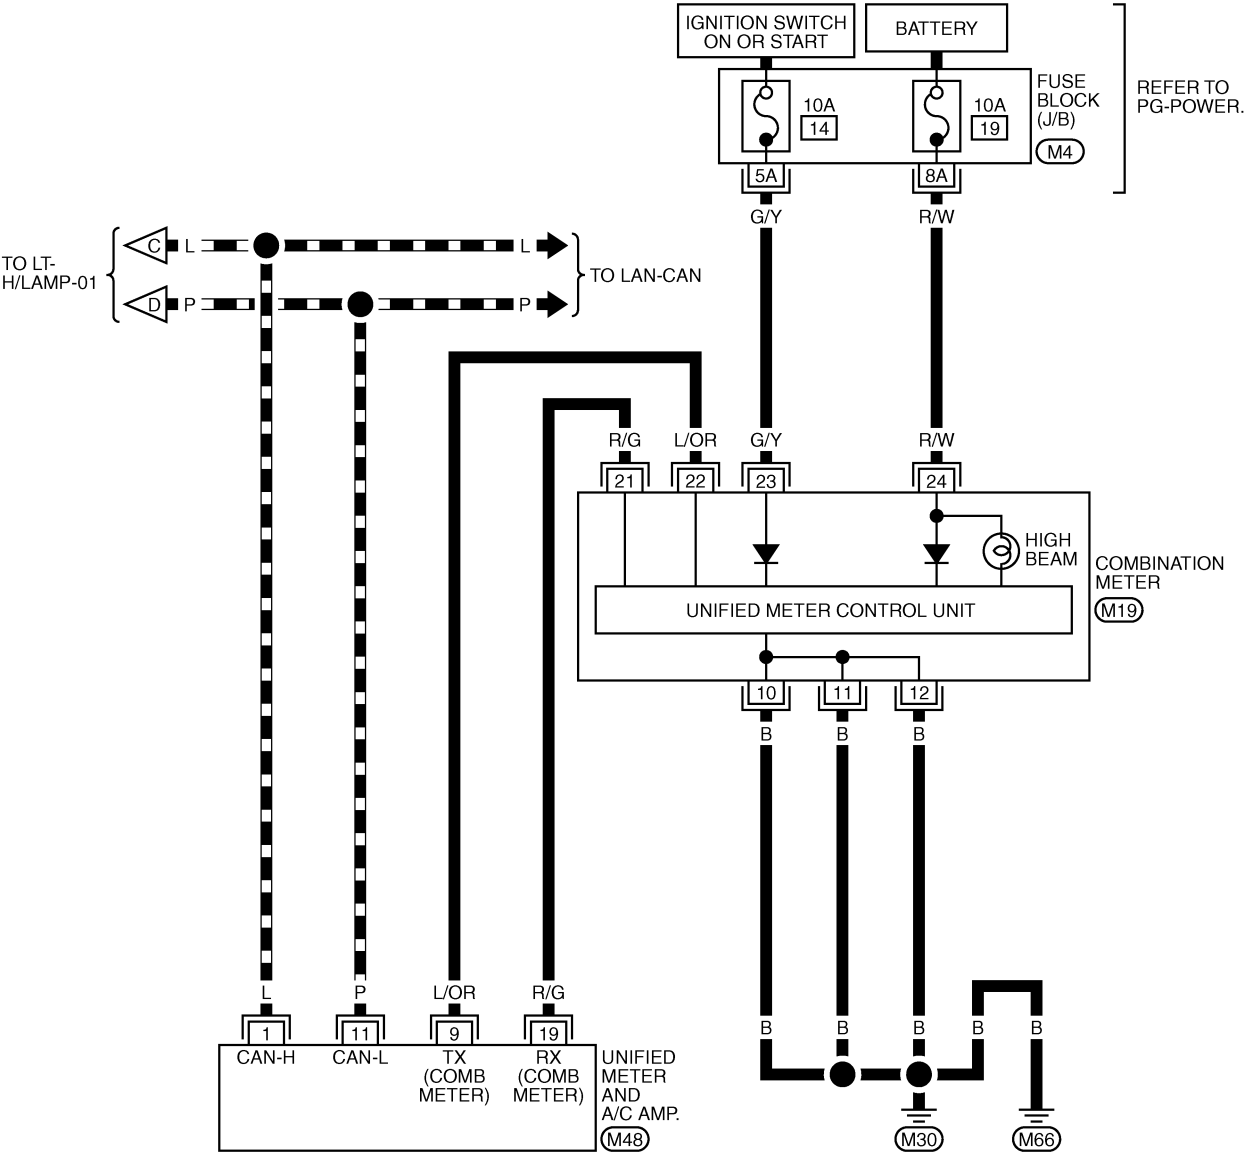 IGNITION SWITCH
ON OR START
BATTERY
FUSE
BLOCK
(J/B)
M4
REFER TO
PG-POWER.
10A
14
10A
19
5A
8A
G/Y
R/W
TO LT-
H/LAMP-01
C
L
L
D
P
P
TO LAN-CAN
R/G
L/OR
G/Y
R/W
21
22
23
24
HIGH
BEAM
COMBINATION
METER
M19
UNIFIED METER CONTROL UNIT
10
11
12
B
B
B
L
P
L/OR
R/G
1
11
9
19
CAN-H
CAN-L
TX
(COMB
METER)
RX
(COMB
METER)
UNIFIED
METER
AND
A/C AMP.
M48
B
B
B
B
B
M30
M66